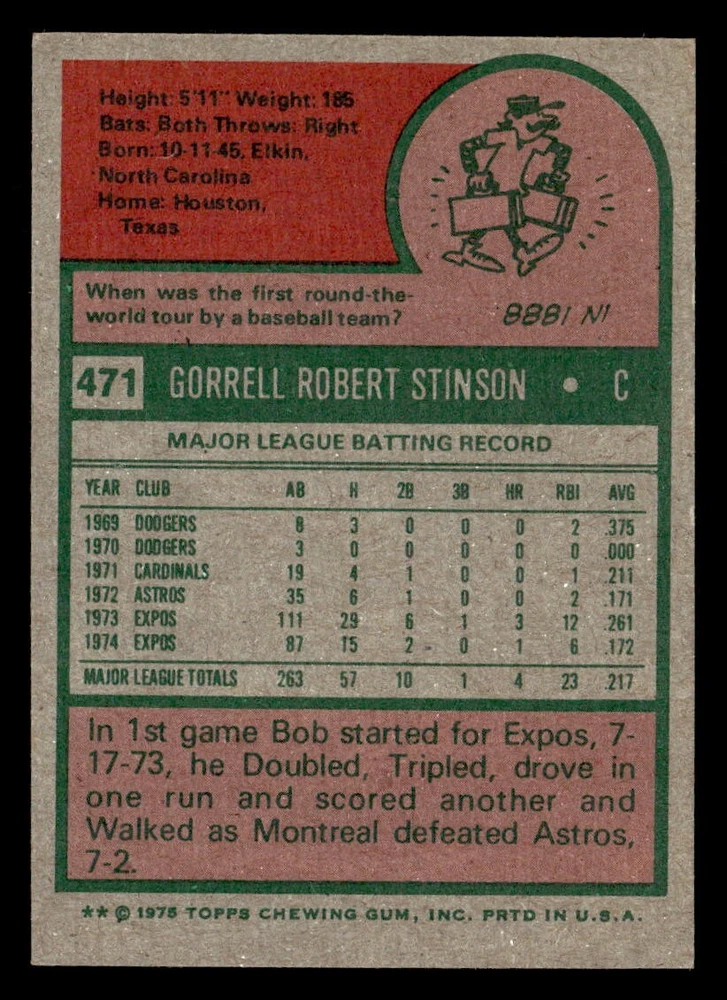 Height: 5'11" Weight: 185
Bats: Both Throws: Right
Born: 10-11-45, Elkin,
North Carolina
Home: Houston,
Texas
When was the first round-the-
world tour by a baseball team?
IN 1888
471 GORRELL ROBERT STINSON • C
MAJOR LEAGUE BATTING RECORD
YEAR CLUB AB H 2B 3B HR RBI AVG
1969 DODGERS 8 3 0 0 0 2 .375
1970 DODGERS 3 0 0 0 0 0 .000
1971 CARDINALS 19 4 1 0 0 1 .211
1972 ASTROS 35 6 1 0 0 2 .171
1973 EXPOS 111 29 6 1 3 12 .261
1974 EXPOS 87 15 2 0 1 6 .172
MAJOR LEAGUE TOTALS 263 57 10 1 4 23 .217
In 1st game Bob started for Expos, 7-
17-73, he Doubled, Tripled, drove in
one run and scored another and
Walked as Montreal defeated Astros,
7-2.
** © 1975 TOPPS CHEWING GUM, INC. PRTD IN U.S.A.